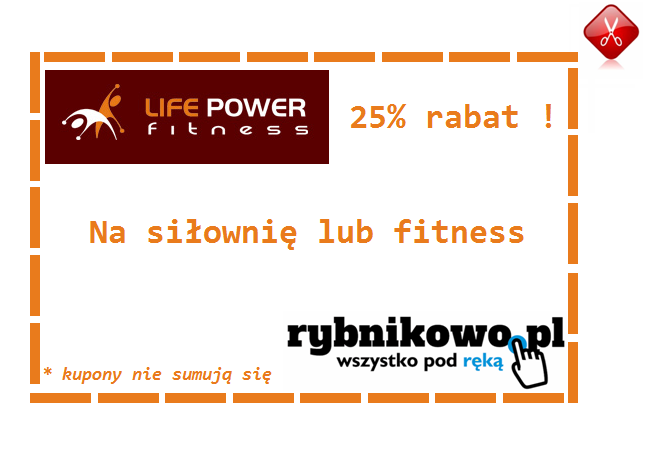 LIFE POWER
fitness
25% rabat !
Na siłownię lub fitness
rybnikowo.pl
wszystko pod ręką
* kupony nie sumują się